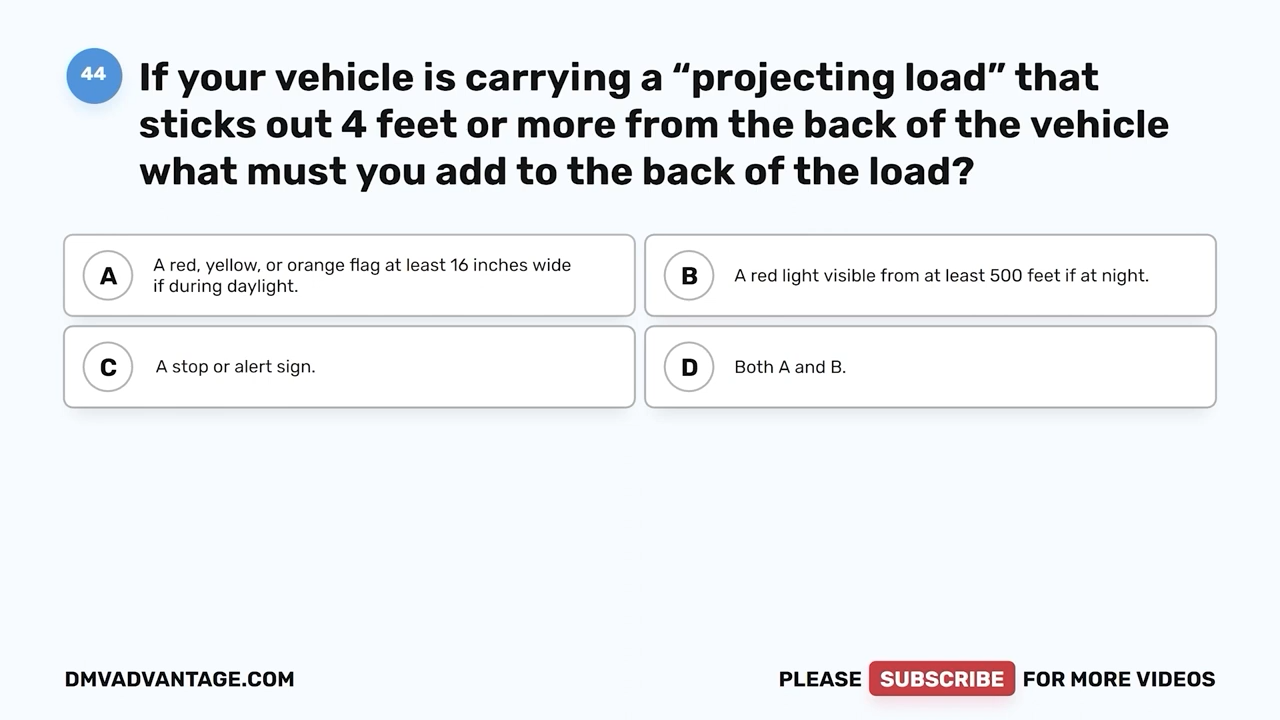 44
If your vehicle is carrying a “projecting load” that
sticks out 4 feet or more from the back of the vehicle
what must you add to the back of the load?
A
A red, yellow, or orange flag at least 16 inches wide
if during daylight.
B
A red light visible from at least 500 feet if at night.
C
A stop or alert sign.
D
Both A and B.
DMVADVANTAGE.COM
PLEASE SUBSCRIBE FOR MORE VIDEOS